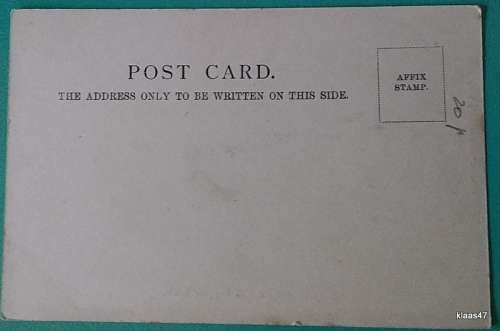 POST CARD.
THE ADDRESS ONLY TO BE WRITTEN ON THIS SIDE.
AFFIX
STAMP.
klaas47